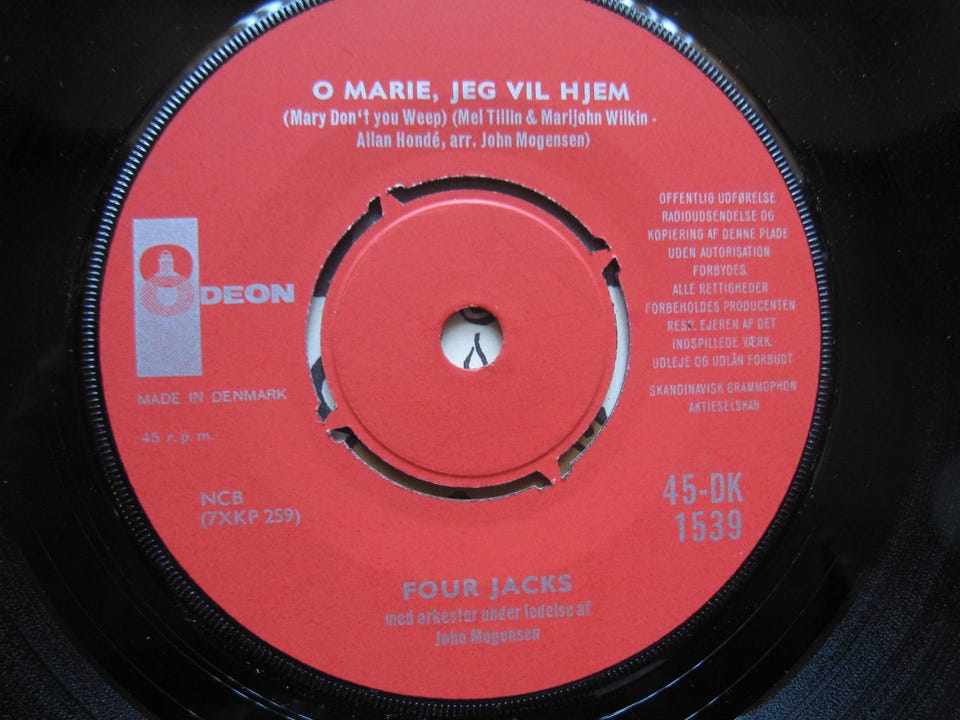 O MARIE, JEG VIL HJEM
(Mary Don't you Weep) (Mel Tillin & Marijohn Wilkin -
Allan Hondé, arr. John Mogensen)
OFFENTLIG UDFØRELSE
RADIOUDSENDELSE OG
KOPIERING AF DENNE PLADE
UDEN AUTORISATION
FORBYDES.
ALLE RETTIGHEDER
FORBEHOLDES PRODUCENTEN
RESP. EJEREN AF DET
INDSPILLEDE VÆRK.
UDLEJE OG UDLÅN FORBUDT
SKANDINAVISK GRAMMOPHON
AKTIESELSKAB
ODEON
MADE IN DENMARK
45 r.p.m.
NCB
(7XKP 259)
45-DK
1539
FOUR JACKS
med orkester under ledelse af
John Mogensen